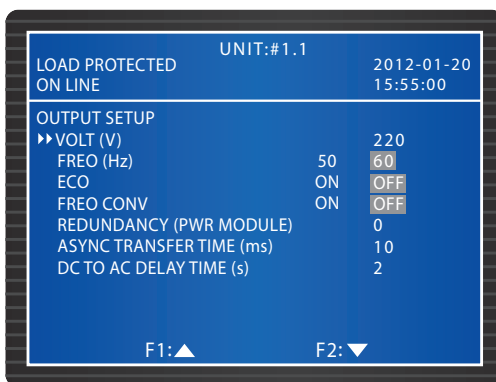 UNIT:#1.1
LOAD PROTECTED 2012-01-20
ON LINE 15:55:00
OUTPUT SETUP
VOLT (V) 220
FREO (Hz) 50 60
ECO ON OFF
FREO CONV ON OFF
REDUNDANCY (PWR MODULE) 0
ASYNC TRANSFER TIME (ms) 10
DC TO AC DELAY TIME (s) 2
F1: F2: